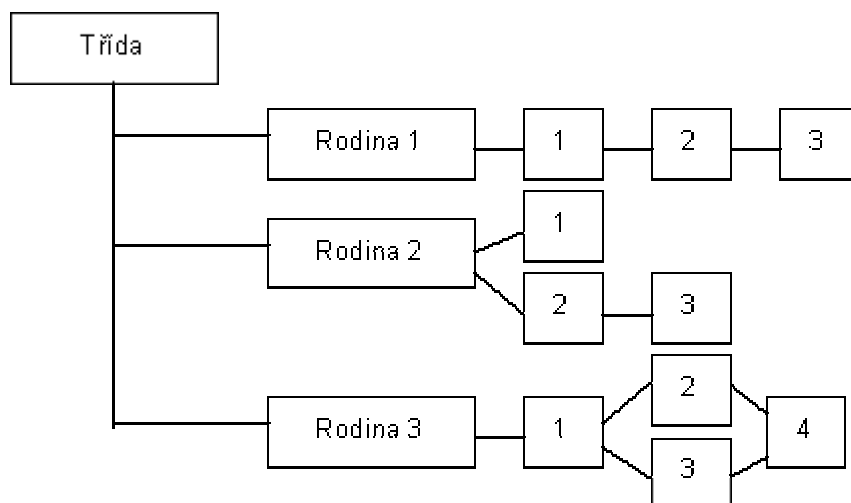 Třída
Rodina 1 1 2 3
Rodina 2 1
2 3
Rodina 3 1 2 4
3